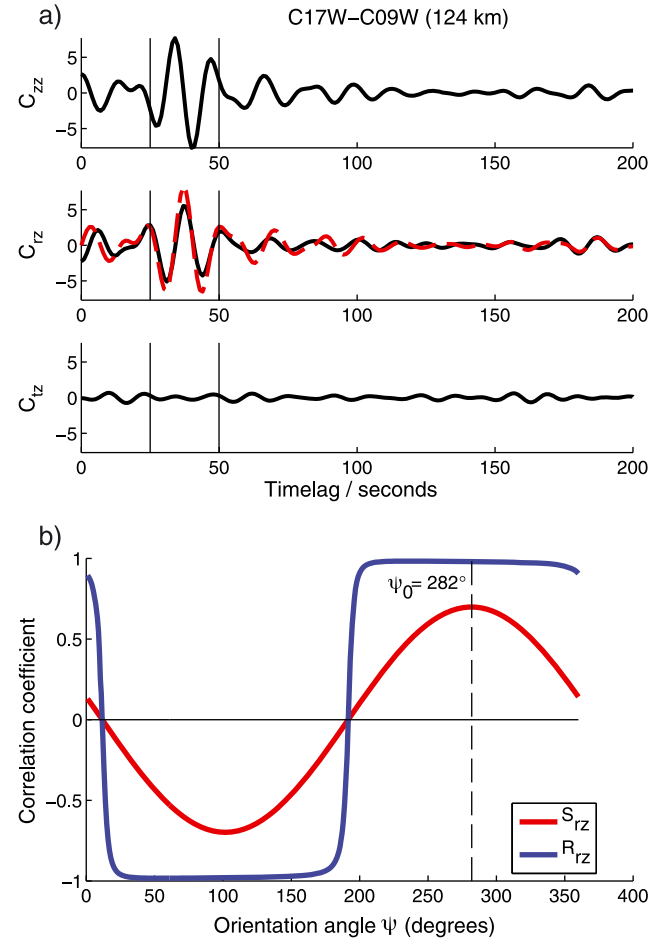 a)
C17W−C09W (124 km)
C_zz
5
0
−5
0 50 100 150 200
C_rz
5
0
−5
0 50 100 150 200
C_tz
5
0
−5
0 50 100 150 200
Timelag / seconds
b)
Correlation coefficient
1
0.5
0
−0.5
−1
ψ_0 = 282°
S_rz
R_rz
0 50 100 150 200 250 300 350 400
Orientation angle ψ (degrees)